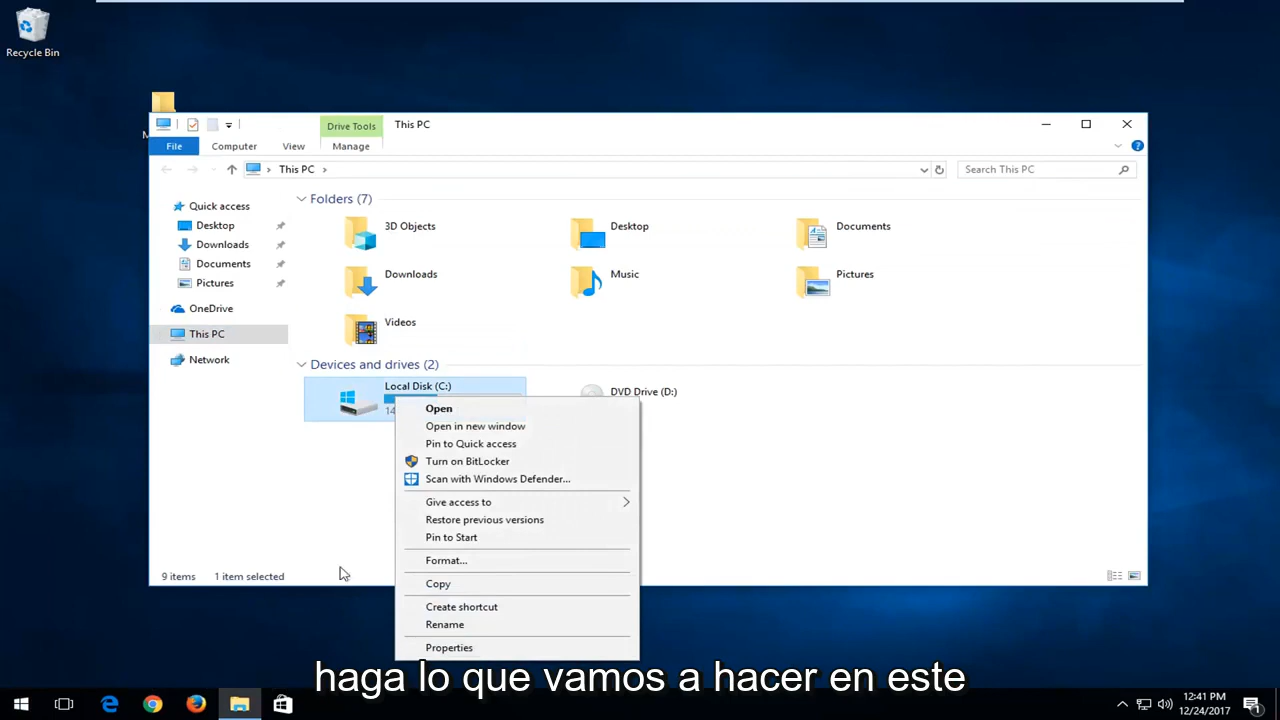 Recycle Bin
Drive Tools
This PC
File
Computer
View
Manage
This PC
Search This PC
Quick access
Desktop
Downloads
Documents
Pictures
OneDrive
This PC
Network
Folders (7)
3D Objects
Desktop
Documents
Downloads
Music
Pictures
Videos
Devices and drives (2)
Local Disk (C:)
14
DVD Drive (D:)
Open
Open in new window
Pin to Quick access
Turn on BitLocker
Scan with Windows Defender...
Give access to
Restore previous versions
Pin to Start
Format...
Copy
Create shortcut
Rename
Properties
9 items
1 item selected
haga lo que vamos a hacer en este
12:41 PM
12/24/2017